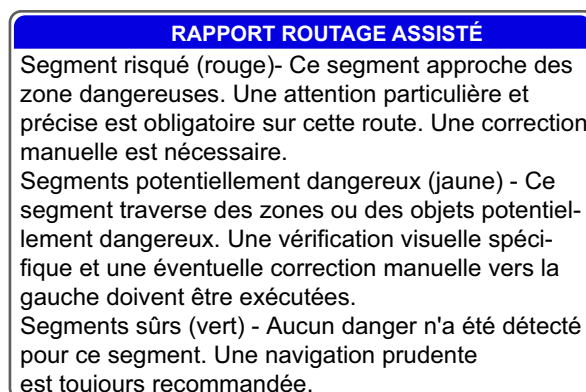 RAPPORT ROUTAGE ASSISTÉ
Segment risqué (rouge)- Ce segment approche des
zone dangereuses. Une attention particulière et
précise est obligatoire sur cette route. Une correction
manuelle est nécessaire.
Segments potentiellement dangereux (jaune) - Ce
segment traverse des zones ou des objets potentiel-
lement dangereux. Une vérification visuelle spéci-
fique et une éventuelle correction manuelle vers la
gauche doivent être exécutées.
Segments sûrs (vert) - Aucun danger n'a été détecté
pour ce segment. Une navigation prudente
est toujours recommandée.